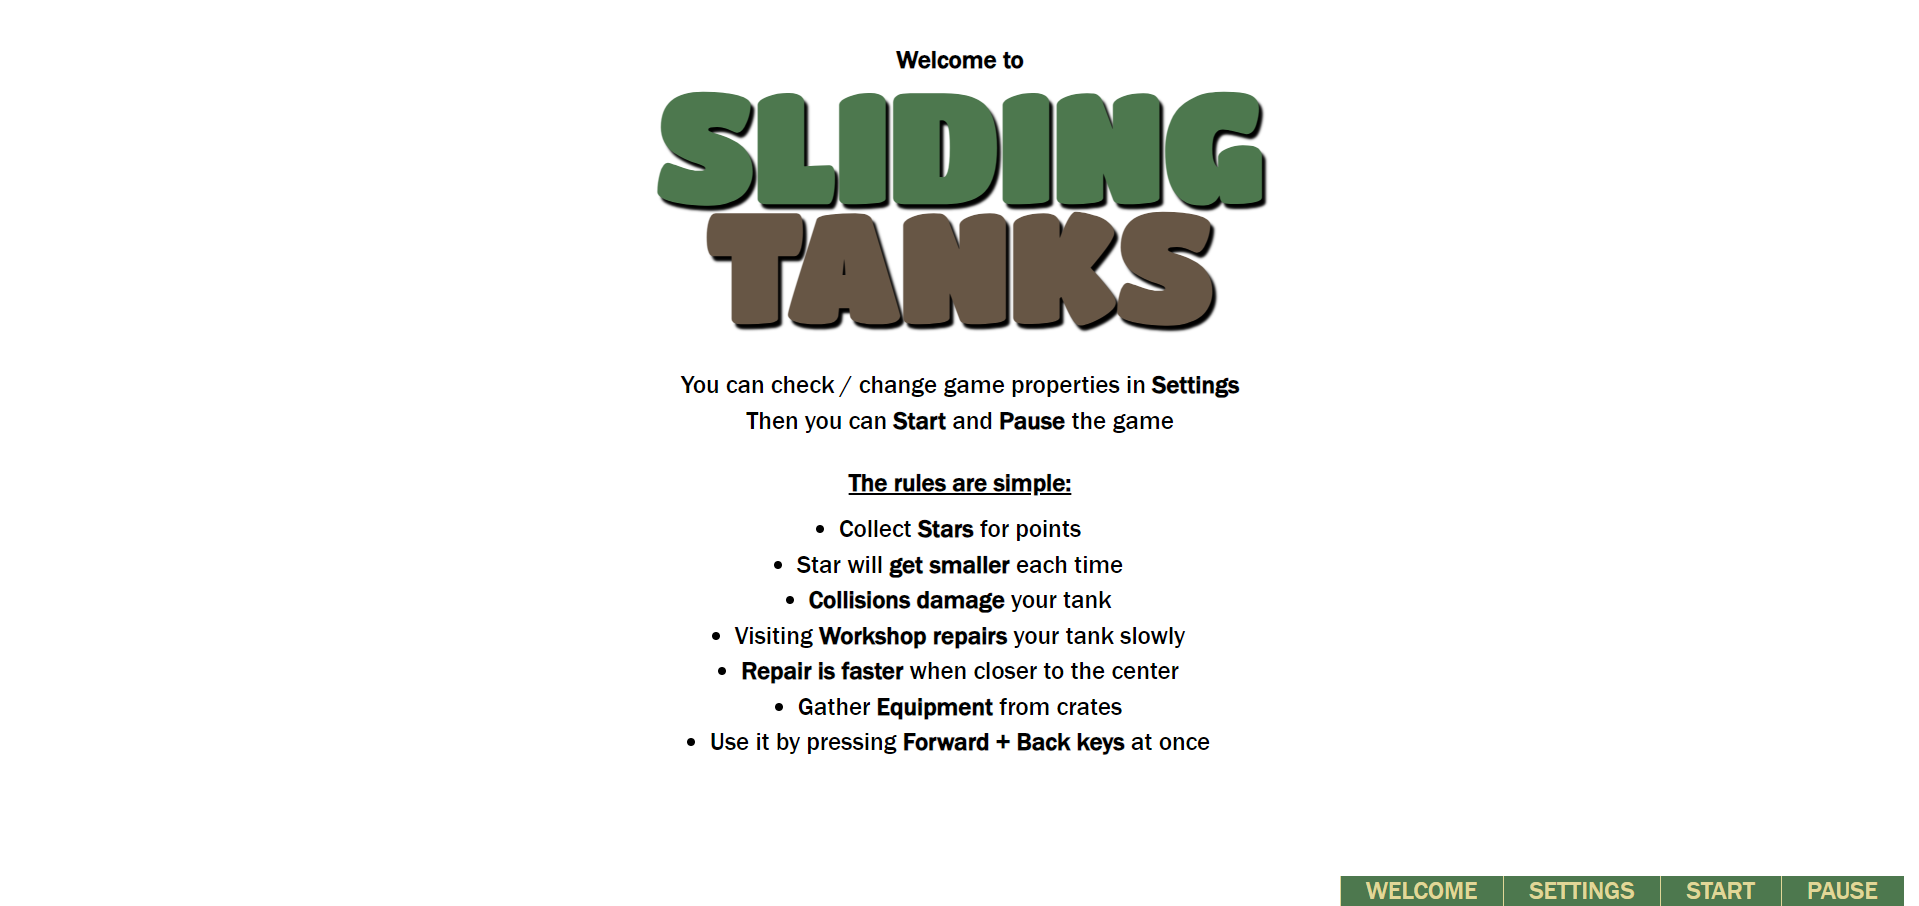 Welcome to
SLIDING
TANKS
You can check / change game properties in Settings
Then you can Start and Pause the game
The rules are simple:
• Collect Stars for points
• Star will get smaller each time
• Collisions damage your tank
• Visiting Workshop repairs your tank slowly
• Repair is faster when closer to the center
• Gather Equipment from crates
• Use it by pressing Forward + Back keys at once
WELCOME SETTINGS START PAUSE